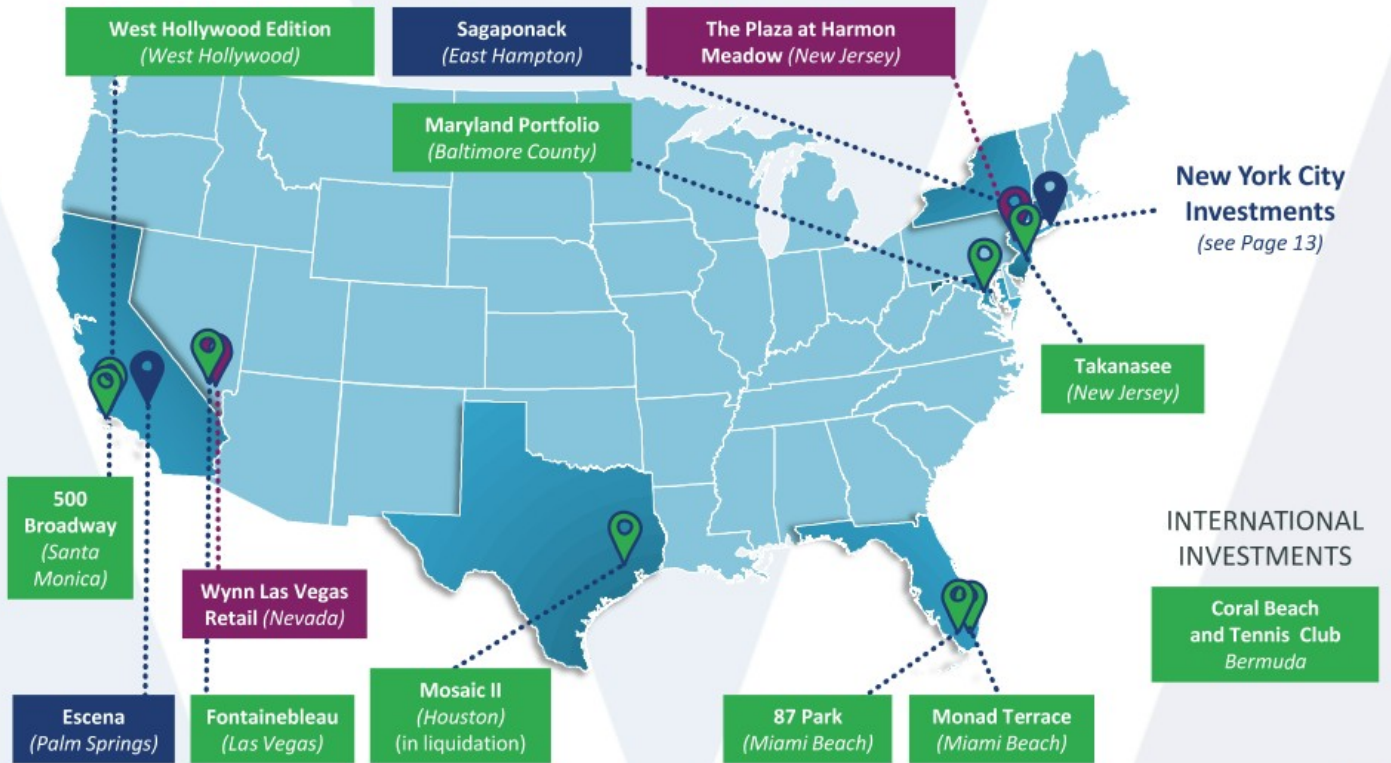 West Hollywood Edition
(West Hollywood)
Sagaponack
(East Hampton)
The Plaza at Harmon
Meadow (New Jersey)
Maryland Portfolio
(Baltimore County)
New York City
Investments
(see Page 13)
Takanasee
(New Jersey)
500
Broadway
(Santa
Monica)
Wynn Las Vegas
Retail (Nevada)
INTERNATIONAL
INVESTMENTS
Coral Beach
and Tennis Club
Bermuda
Escena
(Palm Springs)
Fontainebleau
(Las Vegas)
Mosaic II
(Houston)
(in liquidation)
87 Park
(Miami Beach)
Monad Terrace
(Miami Beach)